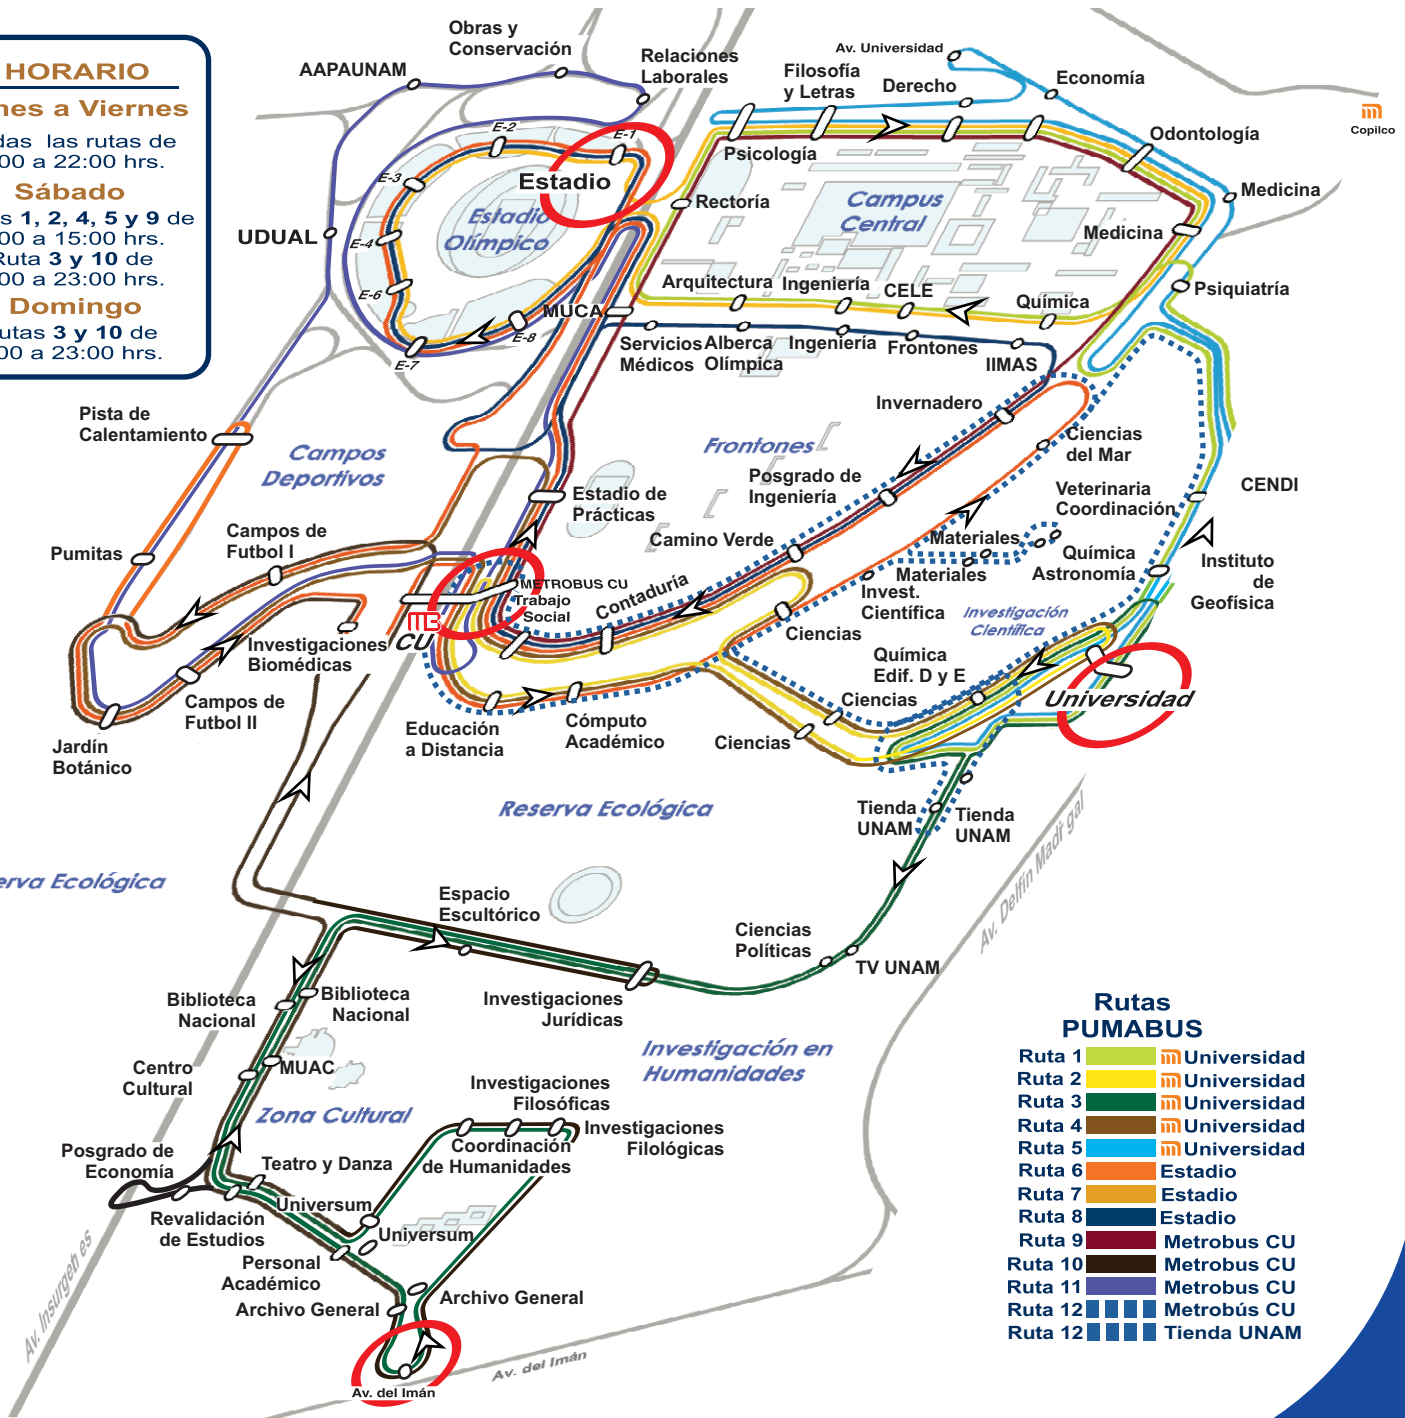 HORARIO
nes a Viernes
das las rutas de
00 a 22:00 hrs.
Sábado
s 1, 2, 4, 5 y 9 de
00 a 15:00 hrs.
Ruta 3 y 10 de
00 a 23:00 hrs.
Domingo
utas 3 y 10 de
00 a 23:00 hrs.
Obras y
Conservación
AAPAUNAM
Relaciones
Laborales
Av. Universidad
Filosofía
y Letras
Derecho
Economía
Copilco
E-2
E-1
Psicología
Odontología
E-3
Estadio
Rectoría
Campus
Central
Medicina
Medicina
UDUAL
E-4
Estadio
Olímpico
E-6
MUCA
E-8
E-7
Arquitectura
Ingeniería
CELE
Química
Psiquiatría
Servicios
Médicos
Alberca
Olímpica
Ingeniería
Frontones
IIMAS
Pista de
Calentamiento
Campos
Deportivos
Frontones
Invernadero
Ciencias
del Mar
Posgrado de
Ingeniería
Estadio de
Prácticas
Veterinaria
Coordinación
CENDI
Pumitas
Campos de
Futbol I
Camino Verde
Materiales
Materiales
Química
Astronomía
Instituto
de
Geofísica
METROBUS CU
Trabajo
Social
Contaduría
Invest.
Científica
Investigación
Científica
CU
Investigaciones
Biomédicas
Ciencias
Química
Edif. D y E
Universidad
Campos de
Futbol II
Educación
a Distancia
Cómputo
Académico
Ciencias
Ciencias
Jardín
Botánico
Reserva Ecológica
Tienda
UNAM
Tienda
UNAM
erva Ecológica
Espacio
Escultórico
Ciencias
Políticas
TV UNAM
Av. Delfín Madri gal
Biblioteca
Nacional
Biblioteca
Nacional
Investigaciones
Jurídicas
Centro
Cultural
MUAC
Investigación en
Humanidades
Zona Cultural
Investigaciones
Filosóficas
Coordinación
de Humanidades
Investigaciones
Filológicas
Posgrado de
Economía
Teatro y Danza
Universum
Universum
Revalidación
de Estudios
Personal
Académico
Archivo General
Archivo General
Av. Insurgent es
Av. del Imán
Av. del Imán
Rutas
PUMABUS
Ruta 1 Universidad
Ruta 2 Universidad
Ruta 3 Universidad
Ruta 4 Universidad
Ruta 5 Universidad
Ruta 6 Estadio
Ruta 7 Estadio
Ruta 8 Estadio
Ruta 9 Metrobus CU
Ruta 10 Metrobus CU
Ruta 11 Metrobus CU
Ruta 12 Metrobús CU
Ruta 12 Tienda UNAM